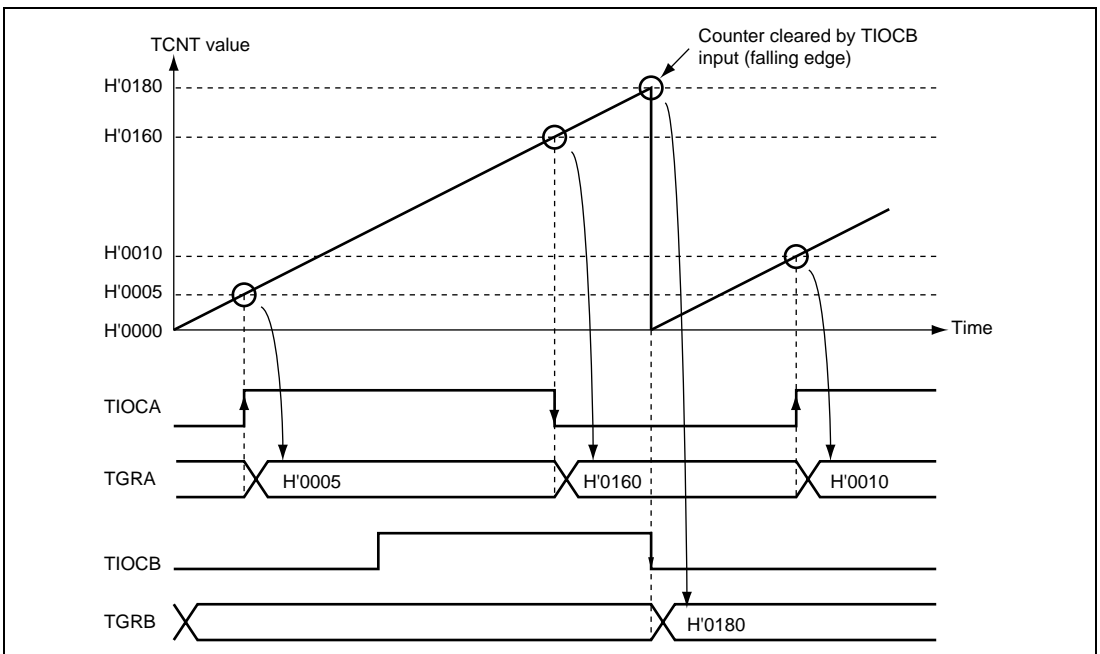 Counter cleared by TIOCB
input (falling edge)
TCNT value
H'0180
H'0160
H'0010
H'0005
H'0000
Time
TIOCA
TGRA
H'0005
H'0160
H'0010
TIOCB
TGRB
H'0180